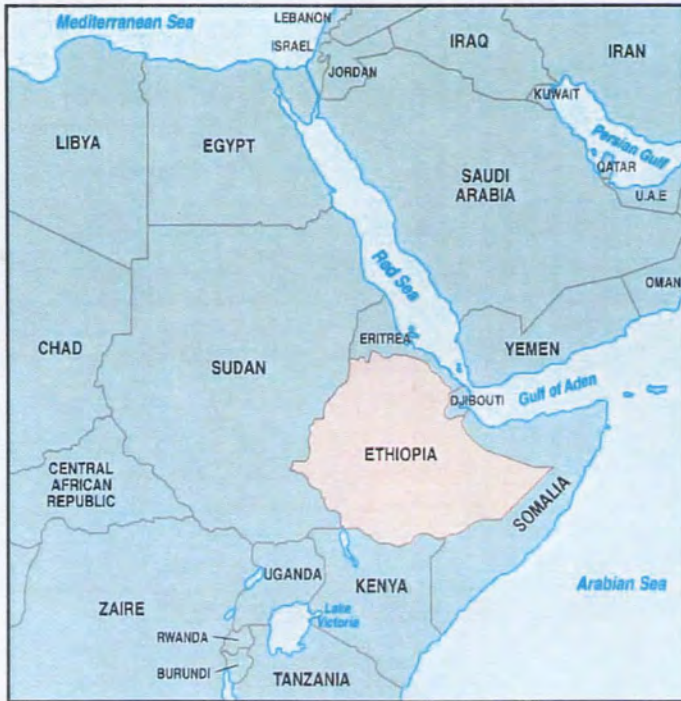 Mediterranean Sea
LEBANON
ISRAEL
JORDAN
IRAQ
IRAN
KUWAIT
Persian Gulf
QATAR
U.A.E
LIBYA
EGYPT
SAUDI
ARABIA
Red Sea
OMAN
CHAD
SUDAN
ERITREA
YEMEN
DJIBOUTI
Gulf of Aden
ETHIOPIA
CENTRAL
AFRICAN
REPUBLIC
SOMALIA
UGANDA
KENYA
Arabian Sea
ZAIRE
Lake
Victoria
RWANDA
BURUNDI
TANZANIA